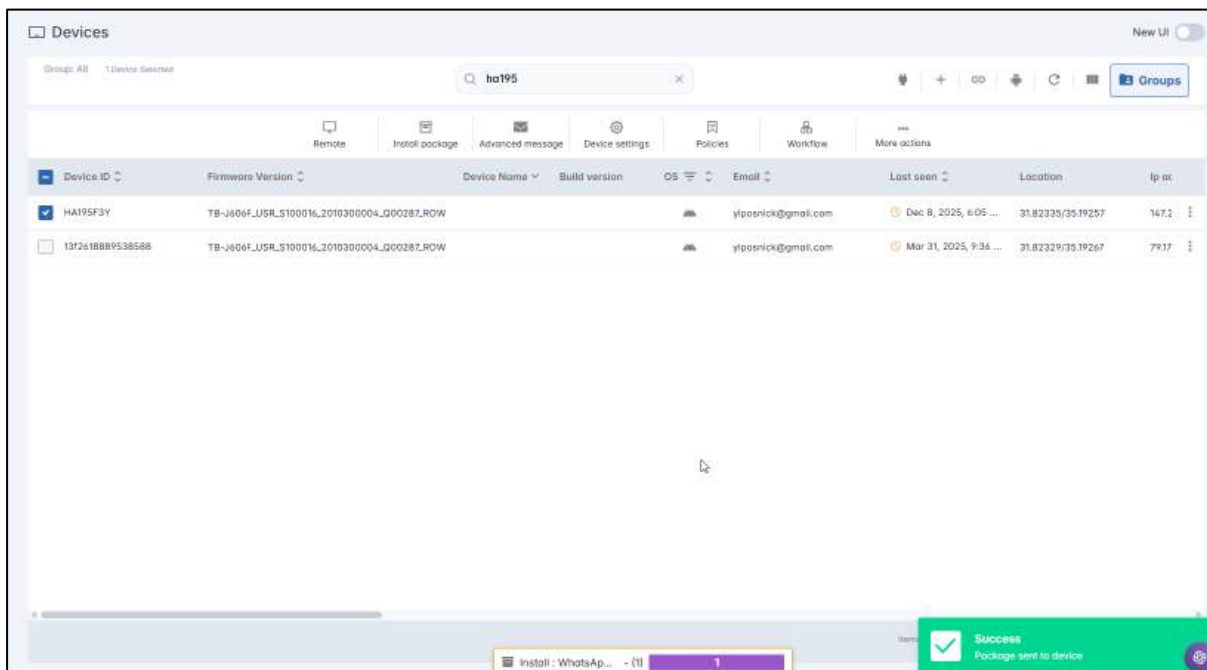 Devices
New UI
Group: All 1 Device Selected
ha195
Groups
Remote
Install package
Advanced message
Device settings
Policies
Workflow
More actions
Device ID Firmware Version Device Name Build version OS Email Last seen Location
HA195F3Y TB-J606F_USR_S100016_2010300004_Q00287_ROW ylposnick@gmail.com Dec 8, 2025, 6:05 ... 31.82335/35.19257 147.2
TB-J606F_USR_S100016_2010300004_Q00287_ROW ylposnick@gmail.com Mar 31, 2025, 9:36 ... 31.82329/35.19267 79.17
Success
Package sent to device
Install : WhatsAp... - (1) 1